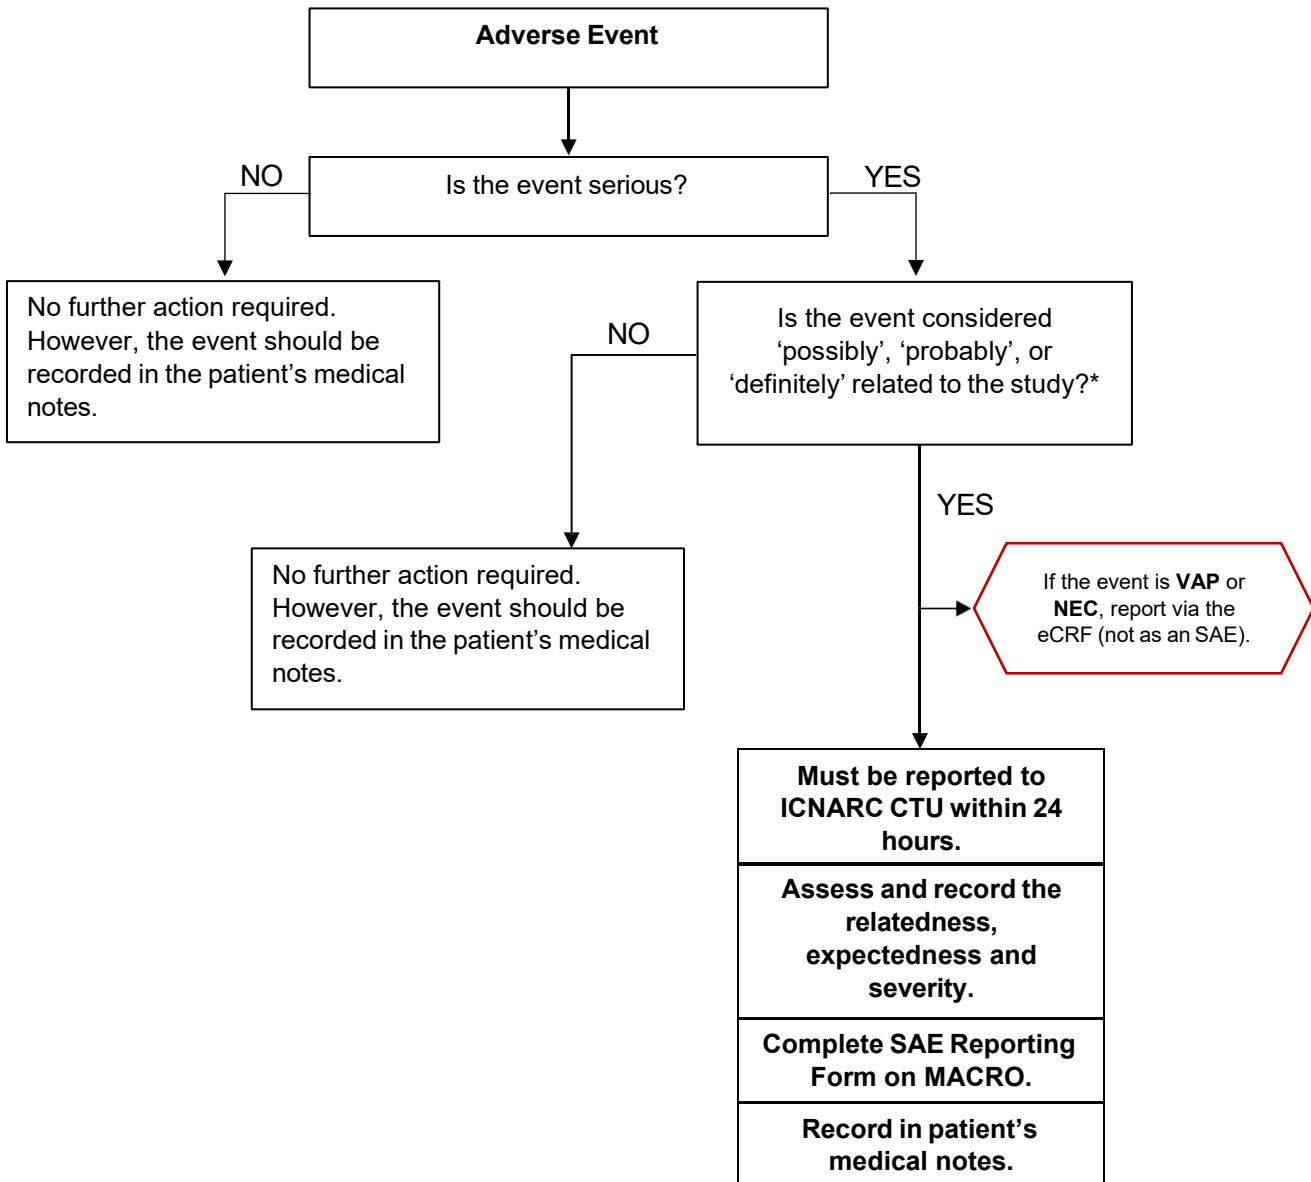 Adverse Event
NO
Is the event serious?
YES
No further action required.
However, the event should be
recorded in the patient’s medical
notes.
NO
Is the event considered
‘possibly’, ‘probably’, or
‘definitely’ related to the study?*
YES
No further action required.
However, the event should be
recorded in the patient’s medical
notes.
If the event is VAP or
NEC, report via the
eCRF (not as an SAE).
Must be reported to
ICNARC CTU within 24
hours.
Assess and record the
relatedness,
expectedness and
severity.
Complete SAE Reporting
Form on MACRO.
Record in patient’s
medical notes.